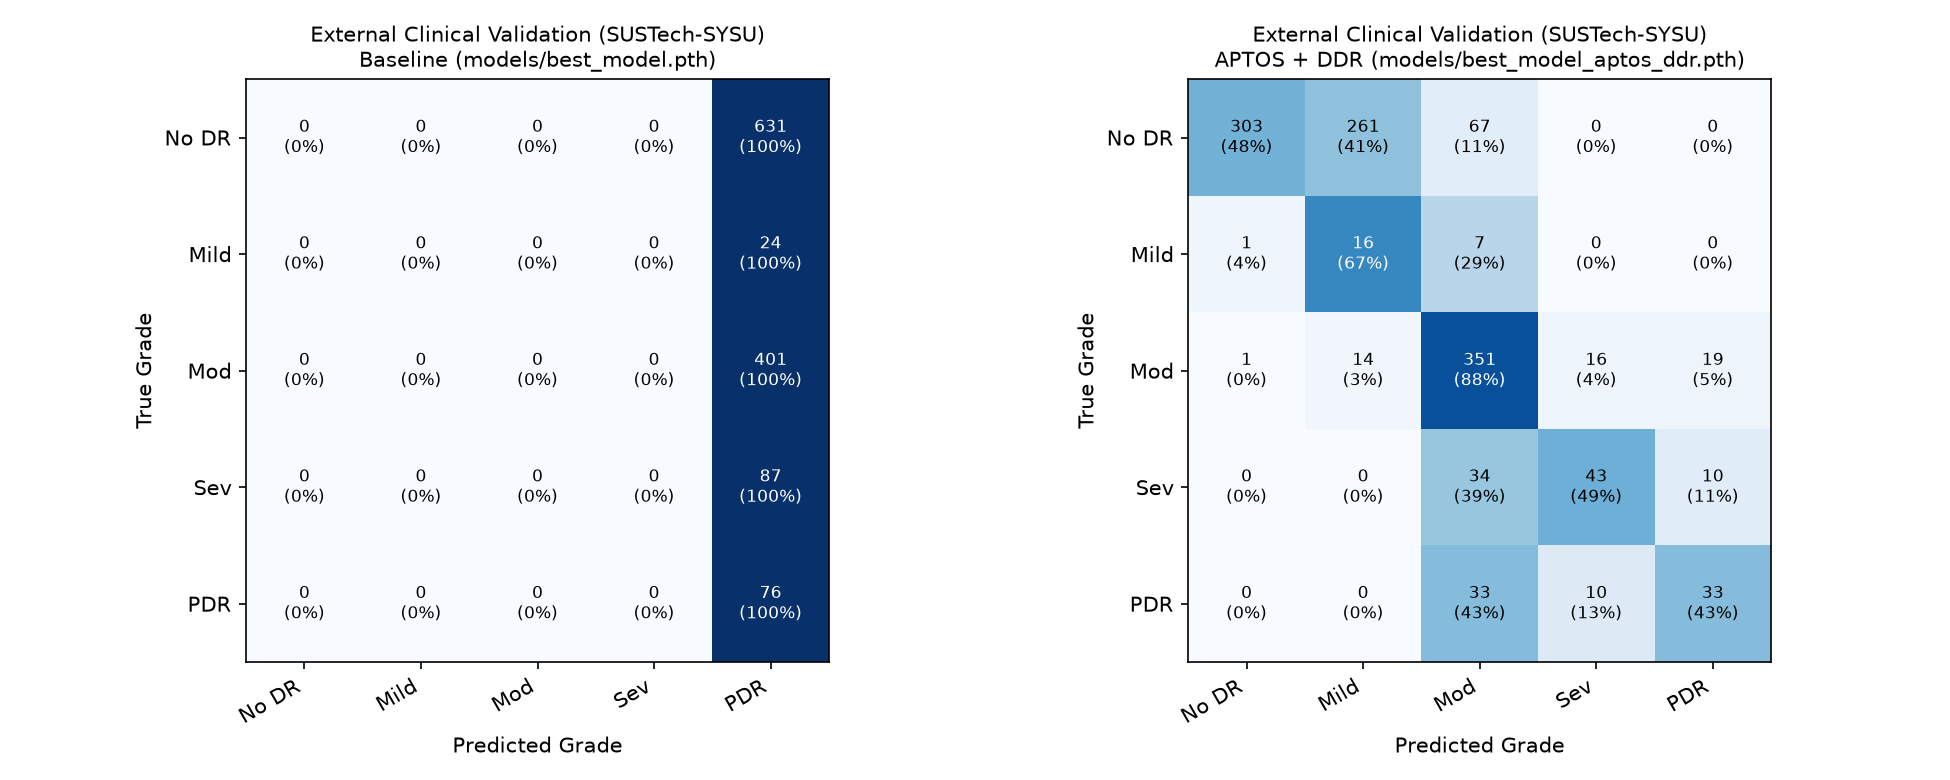 External Clinical Validation (SUSTech-SYSU)
Baseline (models/best_model.pth)
True Grade
No DR
0 0 0 0 631
(0%) (0%) (0%) (0%) (100%)
Mild
0 0 0 0 24
(0%) (0%) (0%) (0%) (100%)
Mod
0 0 0 0 401
(0%) (0%) (0%) (0%) (100%)
Sev
0 0 0 0 87
(0%) (0%) (0%) (0%) (100%)
PDR
0 0 0 0 76
(0%) (0%) (0%) (0%) (100%)
No DR Mild Mod Sev PDR
Predicted Grade
External Clinical Validation (SUSTech-SYSU)
APTOS + DDR (models/best_model_aptos_ddr.pth)
True Grade
No DR
303 261 67 0 0
(48%) (41%) (11%) (0%) (0%)
Mild
1 16 7 0 0
(4%) (67%) (29%) (0%) (0%)
Mod
1 14 351 16 19
(0%) (3%) (88%) (4%) (5%)
Sev
0 0 34 43 10
(0%) (0%) (39%) (49%) (11%)
PDR
0 0 33 10 33
(0%) (0%) (43%) (13%) (43%)
No DR Mild Mod Sev PDR
Predicted Grade